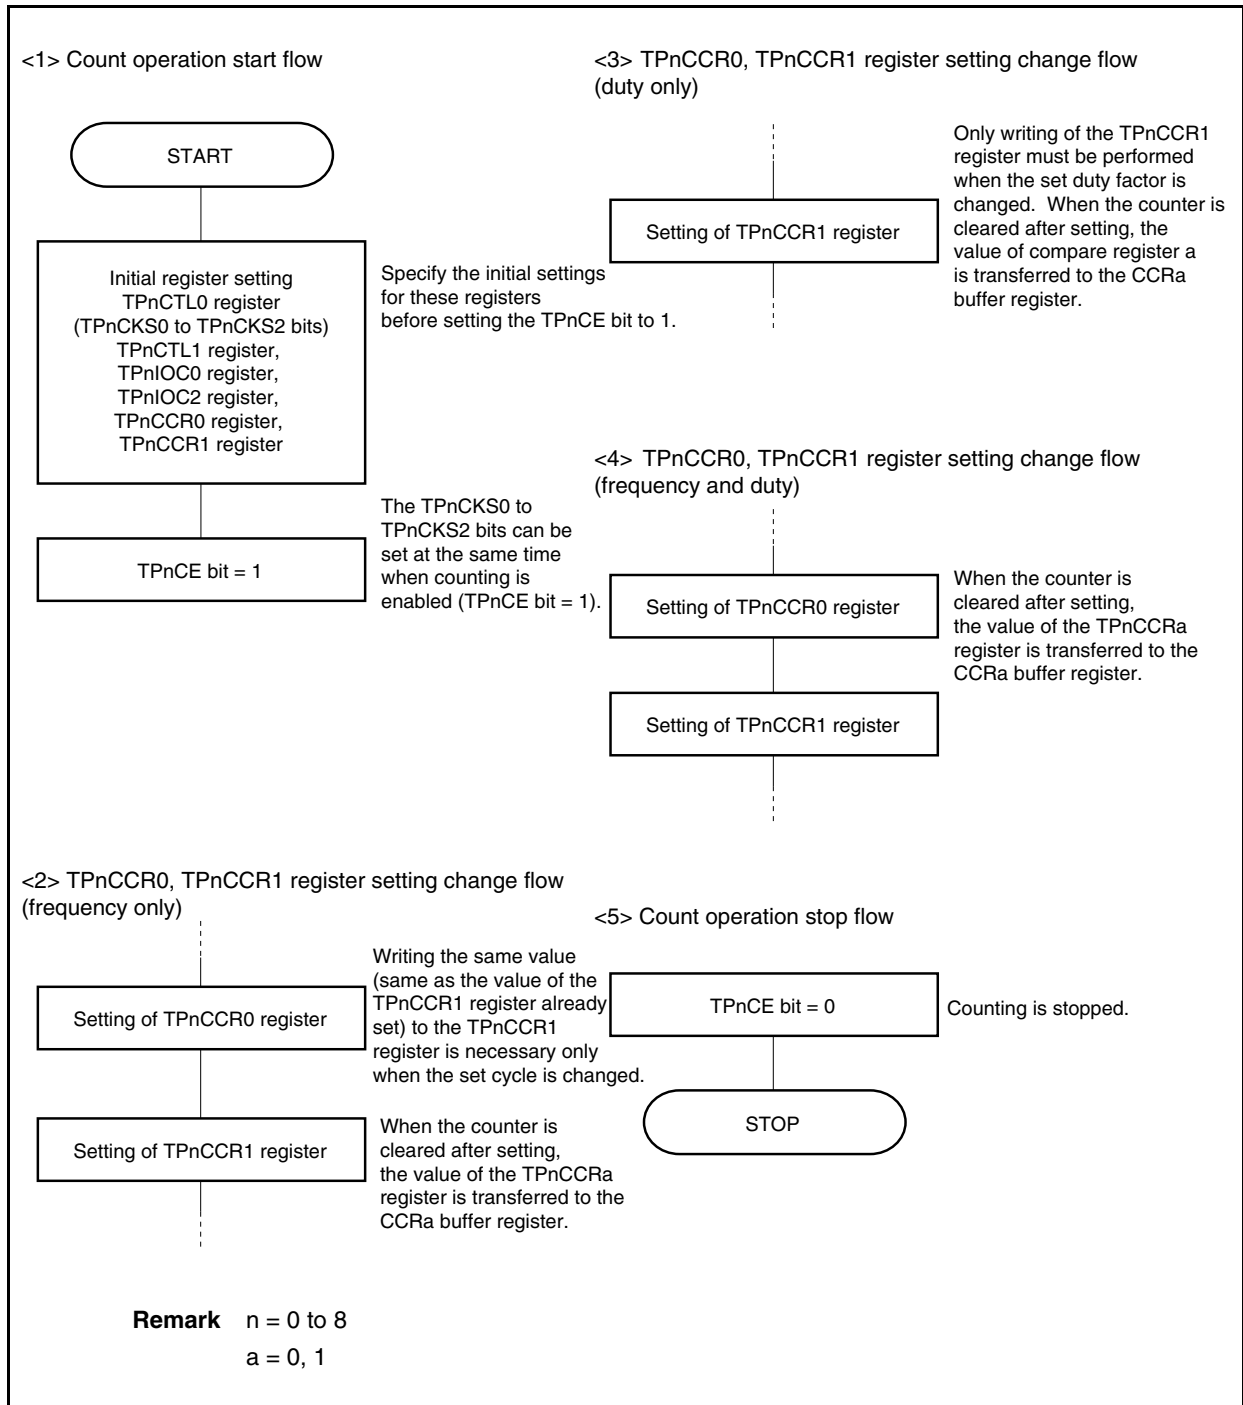 <1> Count operation start flow
START
Initial register setting
TPnCTL0 register
(TPnCKS0 to TPnCKS2 bits)
TPnCTL1 register,
TPnIOC0 register,
TPnIOC2 register,
TPnCCR0 register,
TPnCCR1 register
Specify the initial settings
for these registers
before setting the TPnCE bit to 1.
TPnCE bit = 1
The TPnCKS0 to
TPnCKS2 bits can be
set at the same time
when counting is
enabled (TPnCE bit = 1).
<2> TPnCCR0, TPnCCR1 register setting change flow
(frequency only)
Setting of TPnCCR0 register
Writing the same value
(same as the value of the
TPnCCR1 register already
set) to the TPnCCR1
register is necessary only
when the set cycle is changed.
Setting of TPnCCR1 register
When the counter is
cleared after setting,
the value of the TPnCCRa
register is transferred to the
CCRa buffer register.
<3> TPnCCR0, TPnCCR1 register setting change flow
(duty only)
Setting of TPnCCR1 register
Only writing of the TPnCCR1
register must be performed
when the set duty factor is
changed. When the counter is
cleared after setting, the
value of compare register a
is transferred to the CCRa
buffer register.
<4> TPnCCR0, TPnCCR1 register setting change flow
(frequency and duty)
Setting of TPnCCR0 register
When the counter is
cleared after setting,
the value of the TPnCCRa
register is transferred to the
CCRa buffer register.
Setting of TPnCCR1 register
<5> Count operation stop flow
TPnCE bit = 0
Counting is stopped.
STOP
Remark n = 0 to 8
a = 0, 1